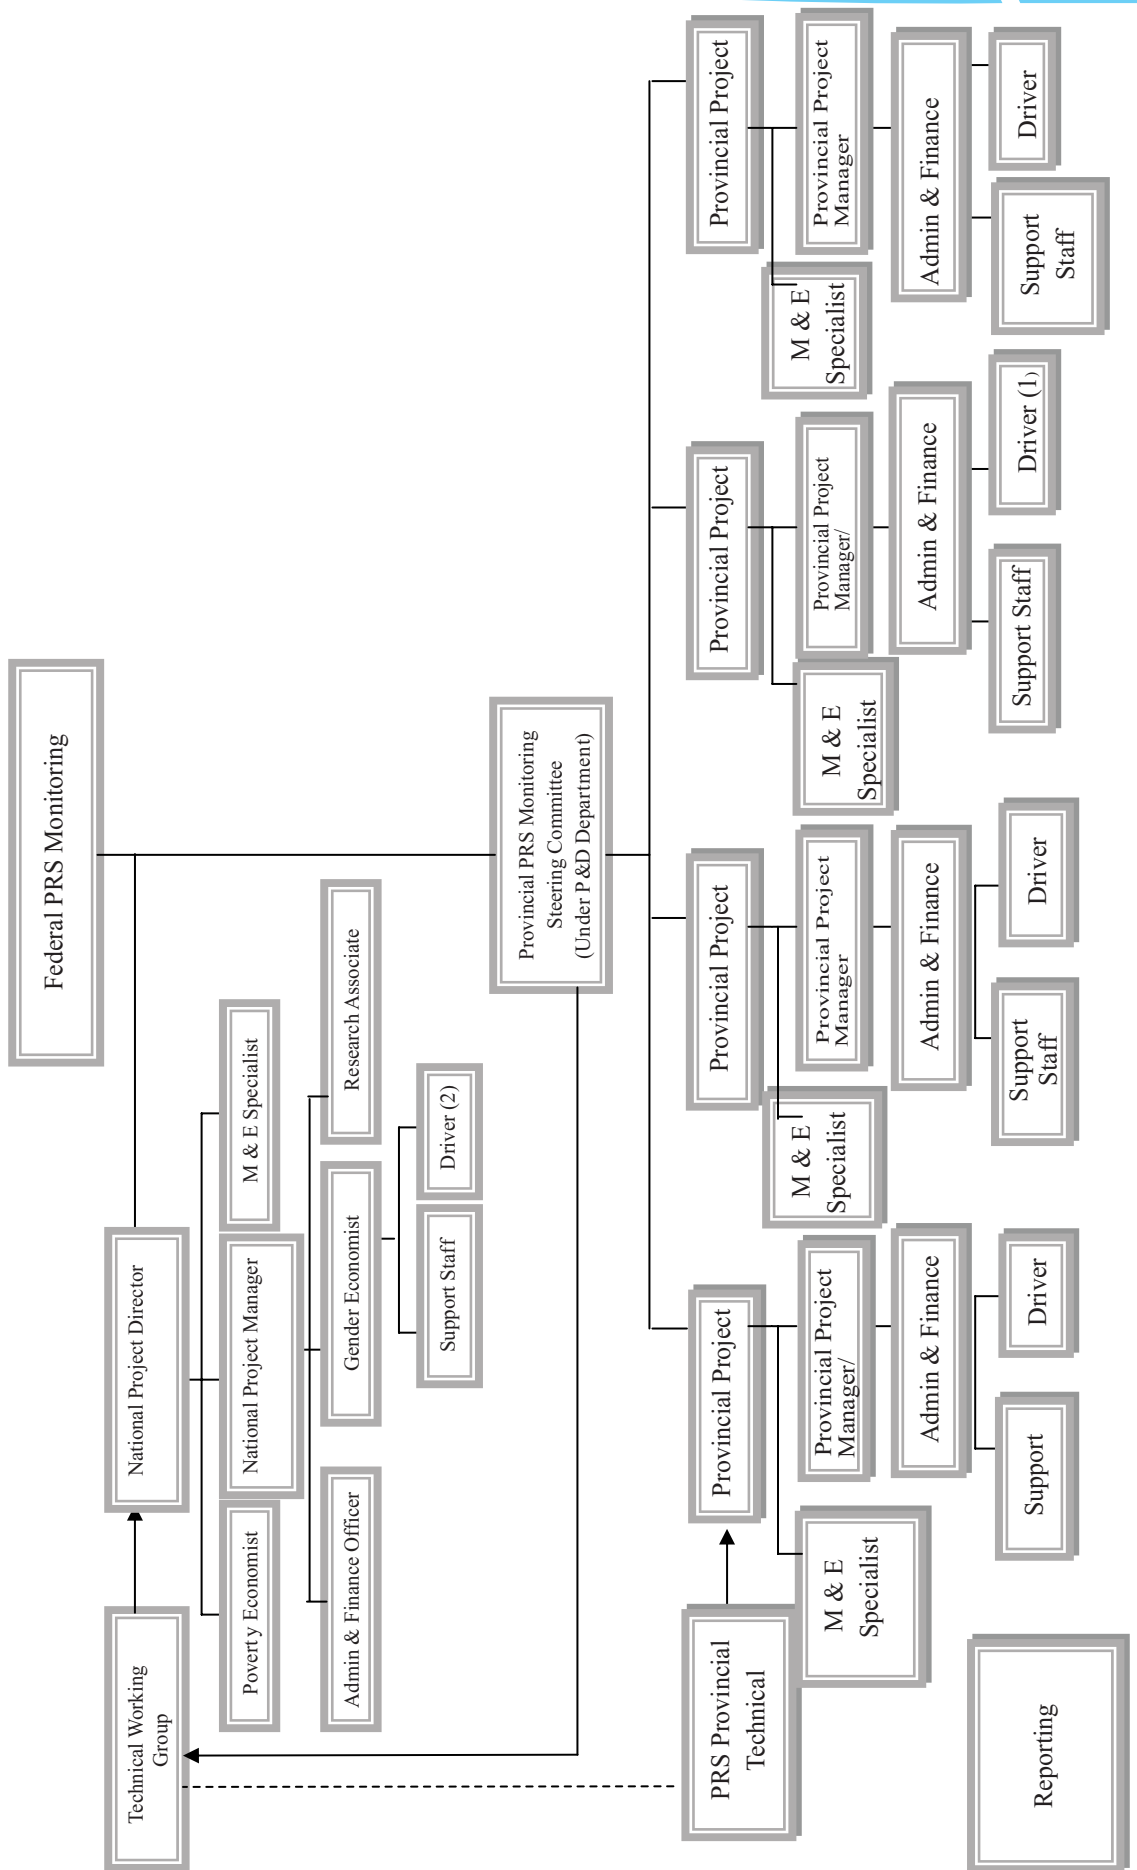 Federal PRS Monitoring
Technical Working
Group
National Project Director
Poverty Economist
National Project Manager
M & E Specialist
Admin & Finance Officer
Gender Economist
Research Associate
Support Staff
Driver (2)
Provincial PRS Monitoring
Steering Committee
(Under P &D Department)
PRS Provincial
Technical
Provincial Project
Provincial Project
Provincial Project
Provincial Project
M & E
Specialist
Provincial Project
Manager/
M & E
Specialist
Provincial Project
Manager
M & E
Specialist
Provincial Project
Manager/
M & E
Specialist
Provincial Project
Manager
Admin & Finance
Admin & Finance
Admin & Finance
Admin & Finance
Reporting
Support
Driver
Support
Staff
Driver
Support Staff
Driver (1)
Support
Staff
Driver